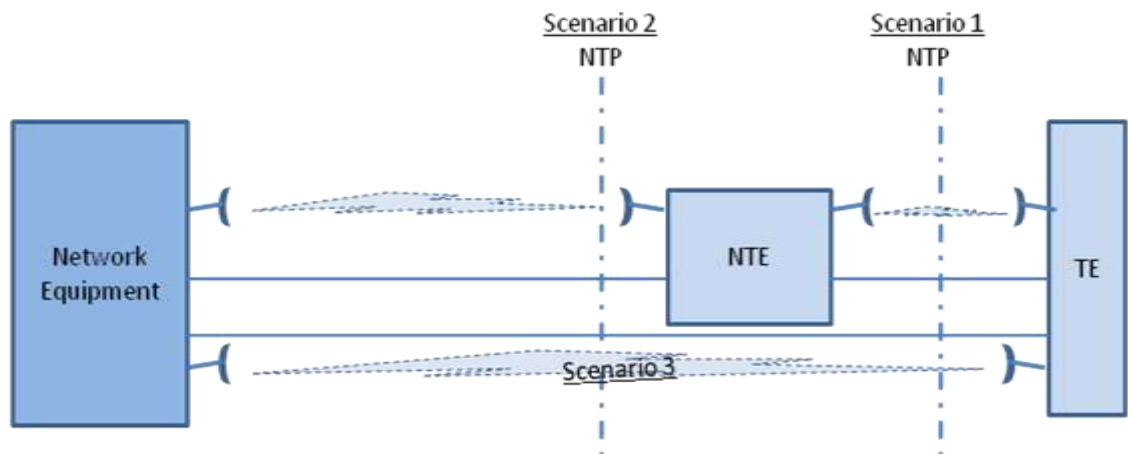 Scenario 2
NTP
Scenario 1
NTP
Network
Equipment
NTE
TE
Scenario 3